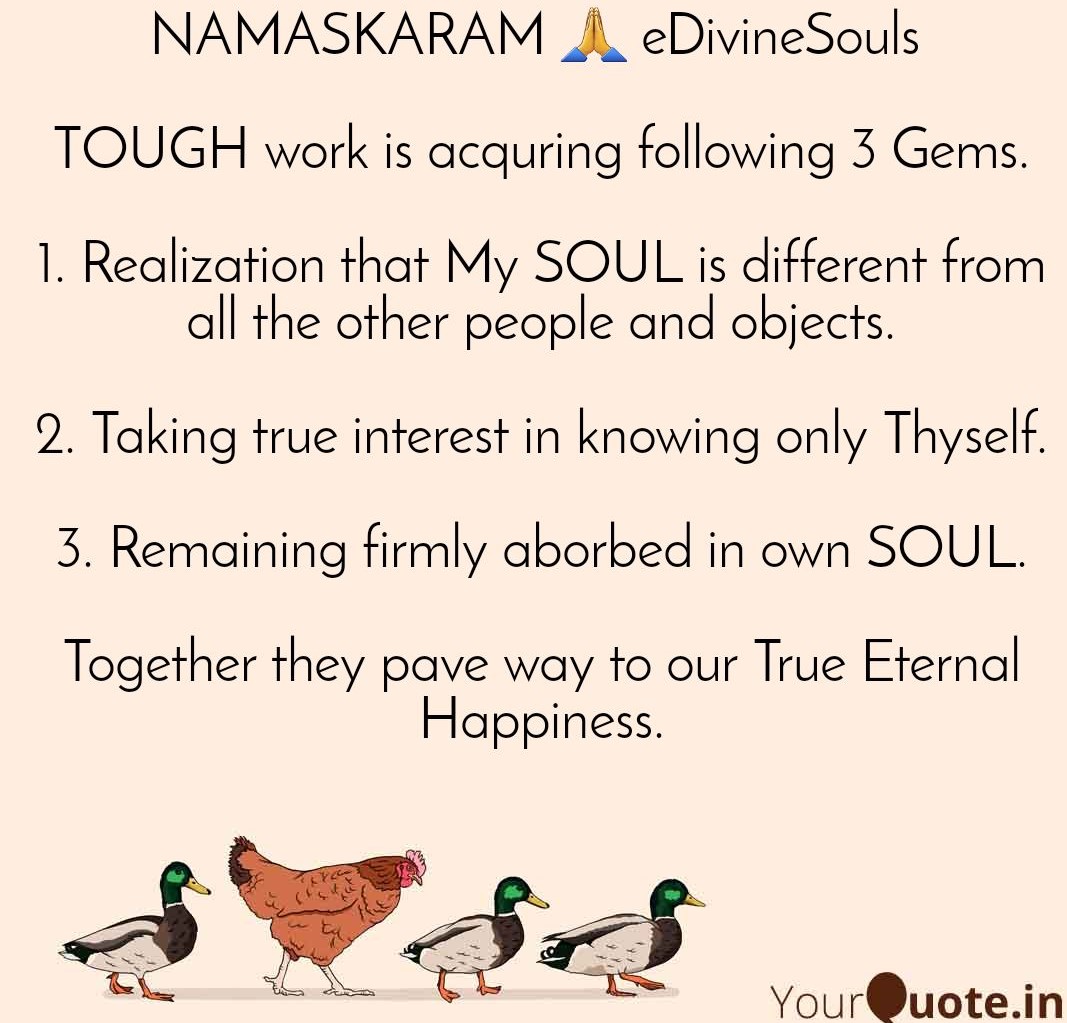 NAMASKARAM 🙏 eDivineSouls
TOUGH work is acquring following 3 Gems.
1. Realization that My SOUL is different from
all the other people and objects.
2. Taking true interest in knowing only Thyself.
3. Remaining firmly aborbed in own SOUL.
Together they pave way to our True Eternal
Happiness.
YourQuote.in